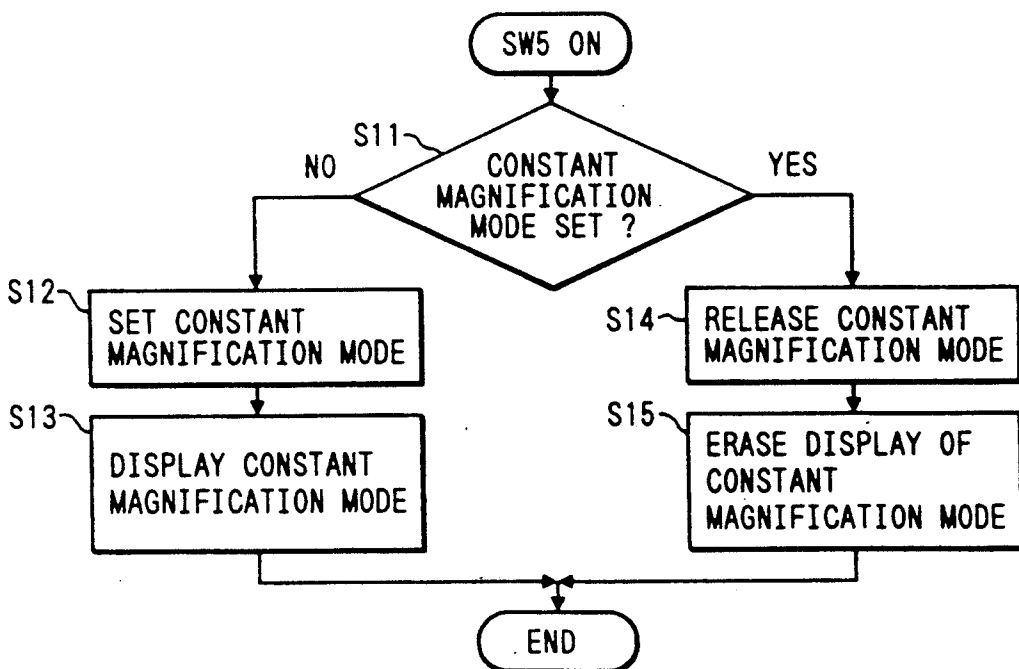 SW5 ON
S11
NO
YES
CONSTANT
MAGNIFICATION
MODE SET ?
S12
SET CONSTANT
MAGNIFICATION MODE
S13
DISPLAY CONSTANT
MAGNIFICATION MODE
S14
RELEASE CONSTANT
MAGNIFICATION MODE
S15
ERASE DISPLAY OF
CONSTANT
MAGNIFICATION MODE
END